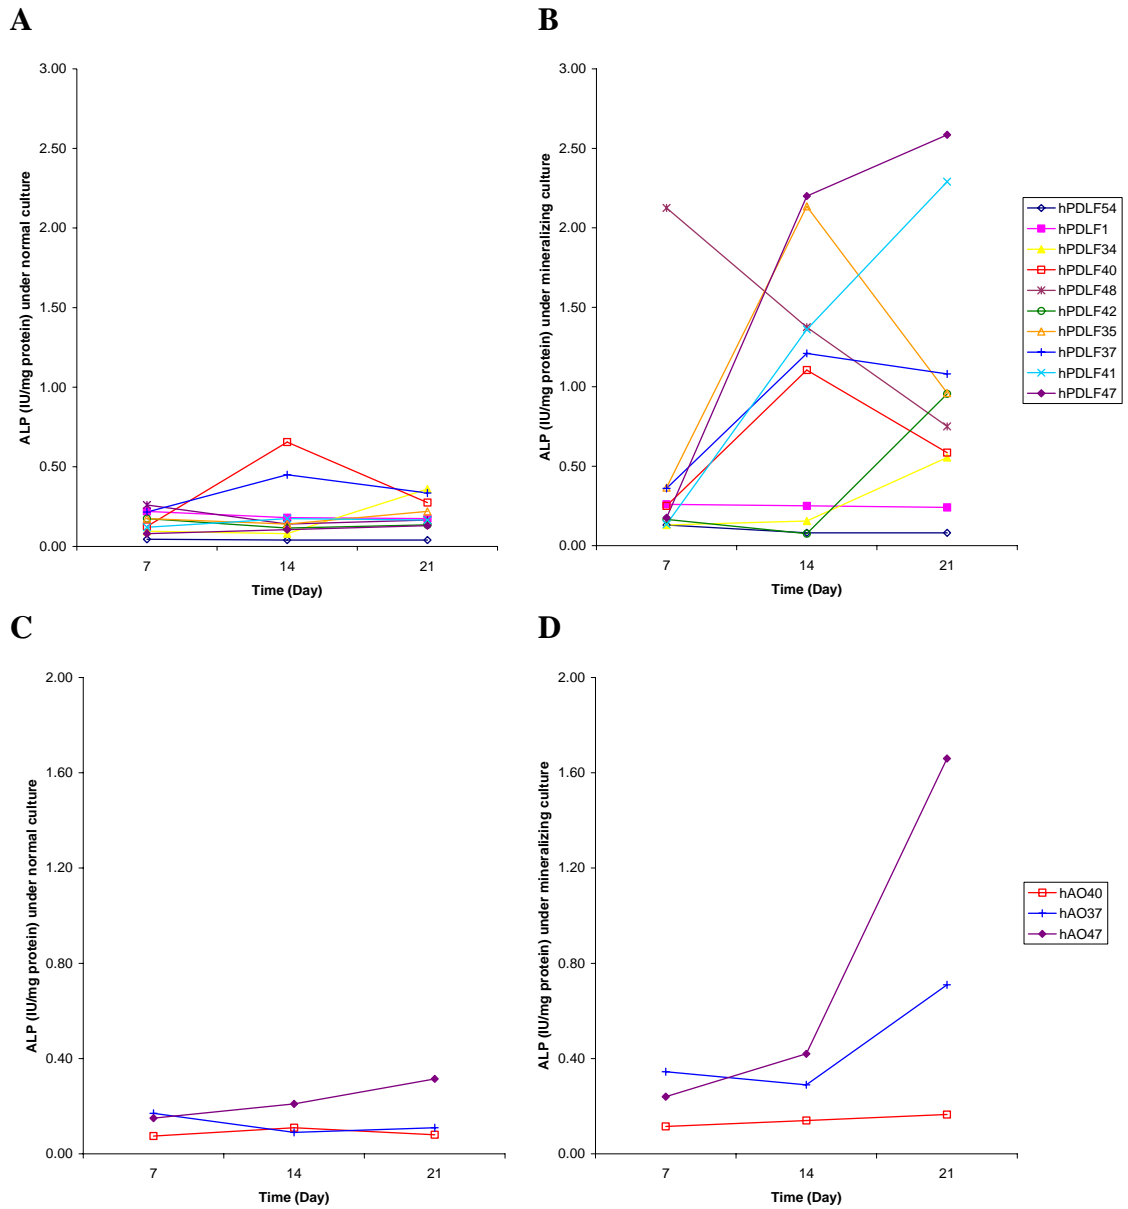 A
ALP (IU/mg protein) under normal culture
3.00
2.50
2.00
1.50
1.00
0.50
0.00
7
14
21
Time (Day)
B
ALP (IU/mg protein) under mineralizing culture
3.00
2.50
2.00
1.50
1.00
0.50
0.00
7
14
21
Time (Day)
hPDLF54
hPDLF1
hPDLF34
hPDLF40
hPDLF48
hPDLF42
hPDLF35
hPDLF37
hPDLF41
hPDLF47
C
ALP (IU/mg protein) under normal culture
2.00
1.60
1.20
0.80
0.40
0.00
7
14
21
Time (Day)
D
ALP (IU/mg protein) under mineralizing culture
2.00
1.60
1.20
0.80
0.40
0.00
7
14
21
Time (Day)
hAO40
hAO37
hAO47